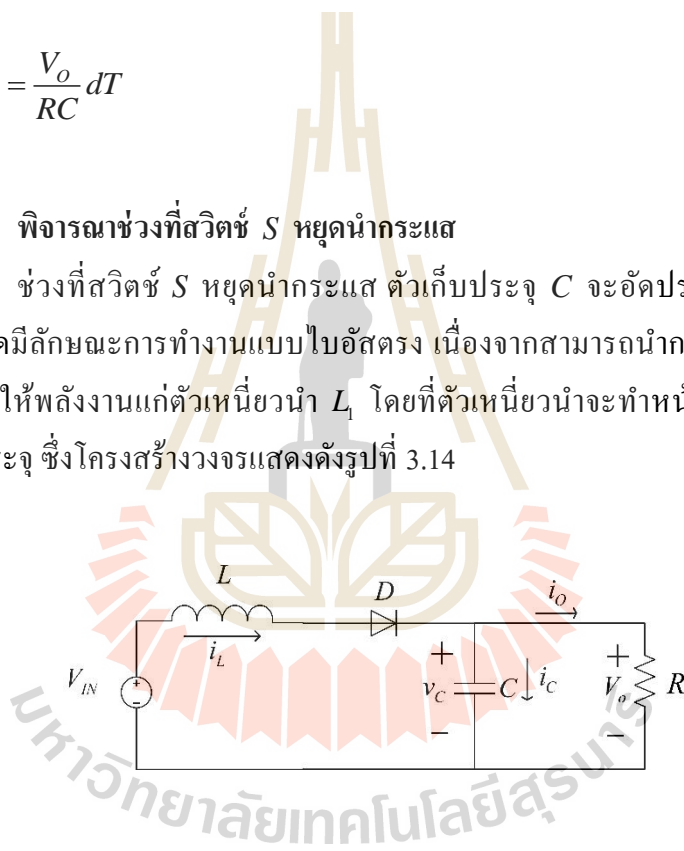 = V_O / RC dT
พิจารณาช่วงที่สวิตช์ S หยุดนำกระแส
ช่วงที่สวิตช์ S หยุดนำกระแส ตัวเก็บประจุ C จะอัดประ
มีลักษณะการทำงานแบบไบอัสตรง เนื่องจากสามารถนำก
ให้พลังงานแก่ตัวเหนี่ยวนำ L₁ โดยที่ตัวเหนี่ยวนำจะทำหน้
ะจุ ซึ่งโครงสร้างวงจรแสดงดังรูปที่ 3.14
L
D
i_O
i_L
V_IN
+
−
+
v_C
−
C
i_C
+
V_o
−
R
มหาวิทยาลัยเทคโนโลยีสุรนารี